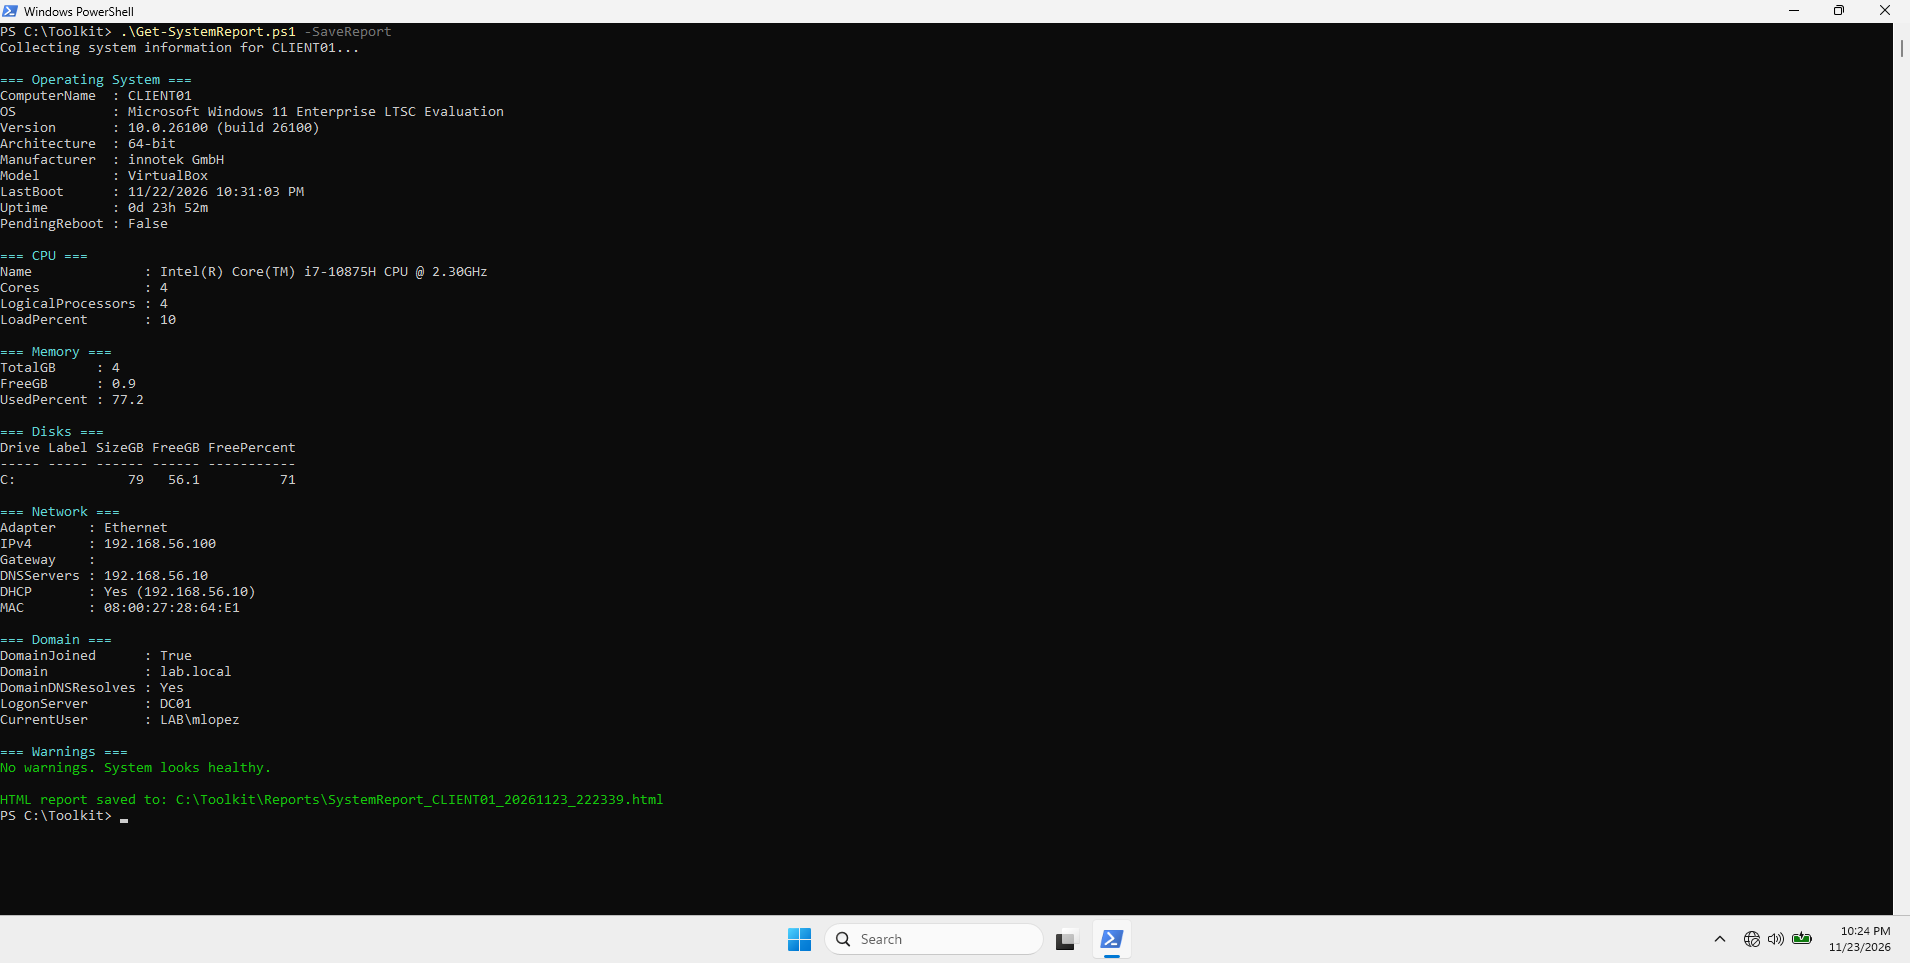 Windows PowerShell
PS C:\Toolkit> .\Get-SystemReport.ps1 -SaveReport
Collecting system information for CLIENT01...
=== Operating System ===
ComputerName  : CLIENT01
OS            : Microsoft Windows 11 Enterprise LTSC Evaluation
Version       : 10.0.26100 (build 26100)
Architecture  : 64-bit
Manufacturer  : innotek GmbH
Model         : VirtualBox
LastBoot      : 11/22/2026 10:31:03 PM
Uptime        : 0d 23h 52m
PendingReboot : False
=== CPU ===
Name              : Intel(R) Core(TM) i7-10875H CPU @ 2.30GHz
Cores             : 4
LogicalProcessors : 4
LoadPercent       : 10
=== Memory ===
TotalGB     : 4
FreeGB      : 0.9
UsedPercent : 77.2
=== Disks ===
Drive Label SizeGB FreeGB FreePercent
----- ----- ------ ------ -----------
C:              79   56.1          71
=== Network ===
Adapter    : Ethernet
IPv4       : 192.168.56.100
Gateway    :
DNSServers : 192.168.56.10
DHCP       : Yes (192.168.56.10)
MAC        : 08:00:27:28:64:E1
=== Domain ===
DomainJoined      : True
Domain            : lab.local
DomainDNSResolves : Yes
LogonServer       : DC01
CurrentUser       : LAB\mlopez
=== Warnings ===
No warnings. System looks healthy.
HTML report saved to: C:\Toolkit\Reports\SystemReport_CLIENT01_20261123_222339.html
PS C:\Toolkit>
Search
10:24 PM
11/23/2026